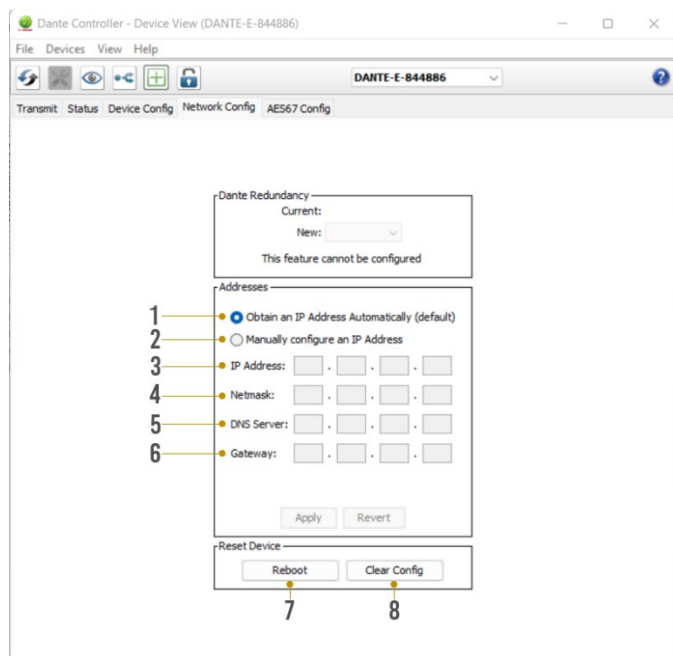 Dante Controller - Device View (DANTE-E-844886)
File Devices View Help
DANTE-E-844886
?
Transmit Status Device Config Network Config AES67 Config
Dante Redundancy
Current:
New:
This feature cannot be configured
Addresses
1 Obtain an IP Address Automatically (default)
2 Manually configure an IP Address
3 IP Address: . . .
4 Netmask: . . .
5 DNS Server: . . .
6 Gateway: . . .
Apply Revert
Reset Device
Reboot Clear Config
7 8